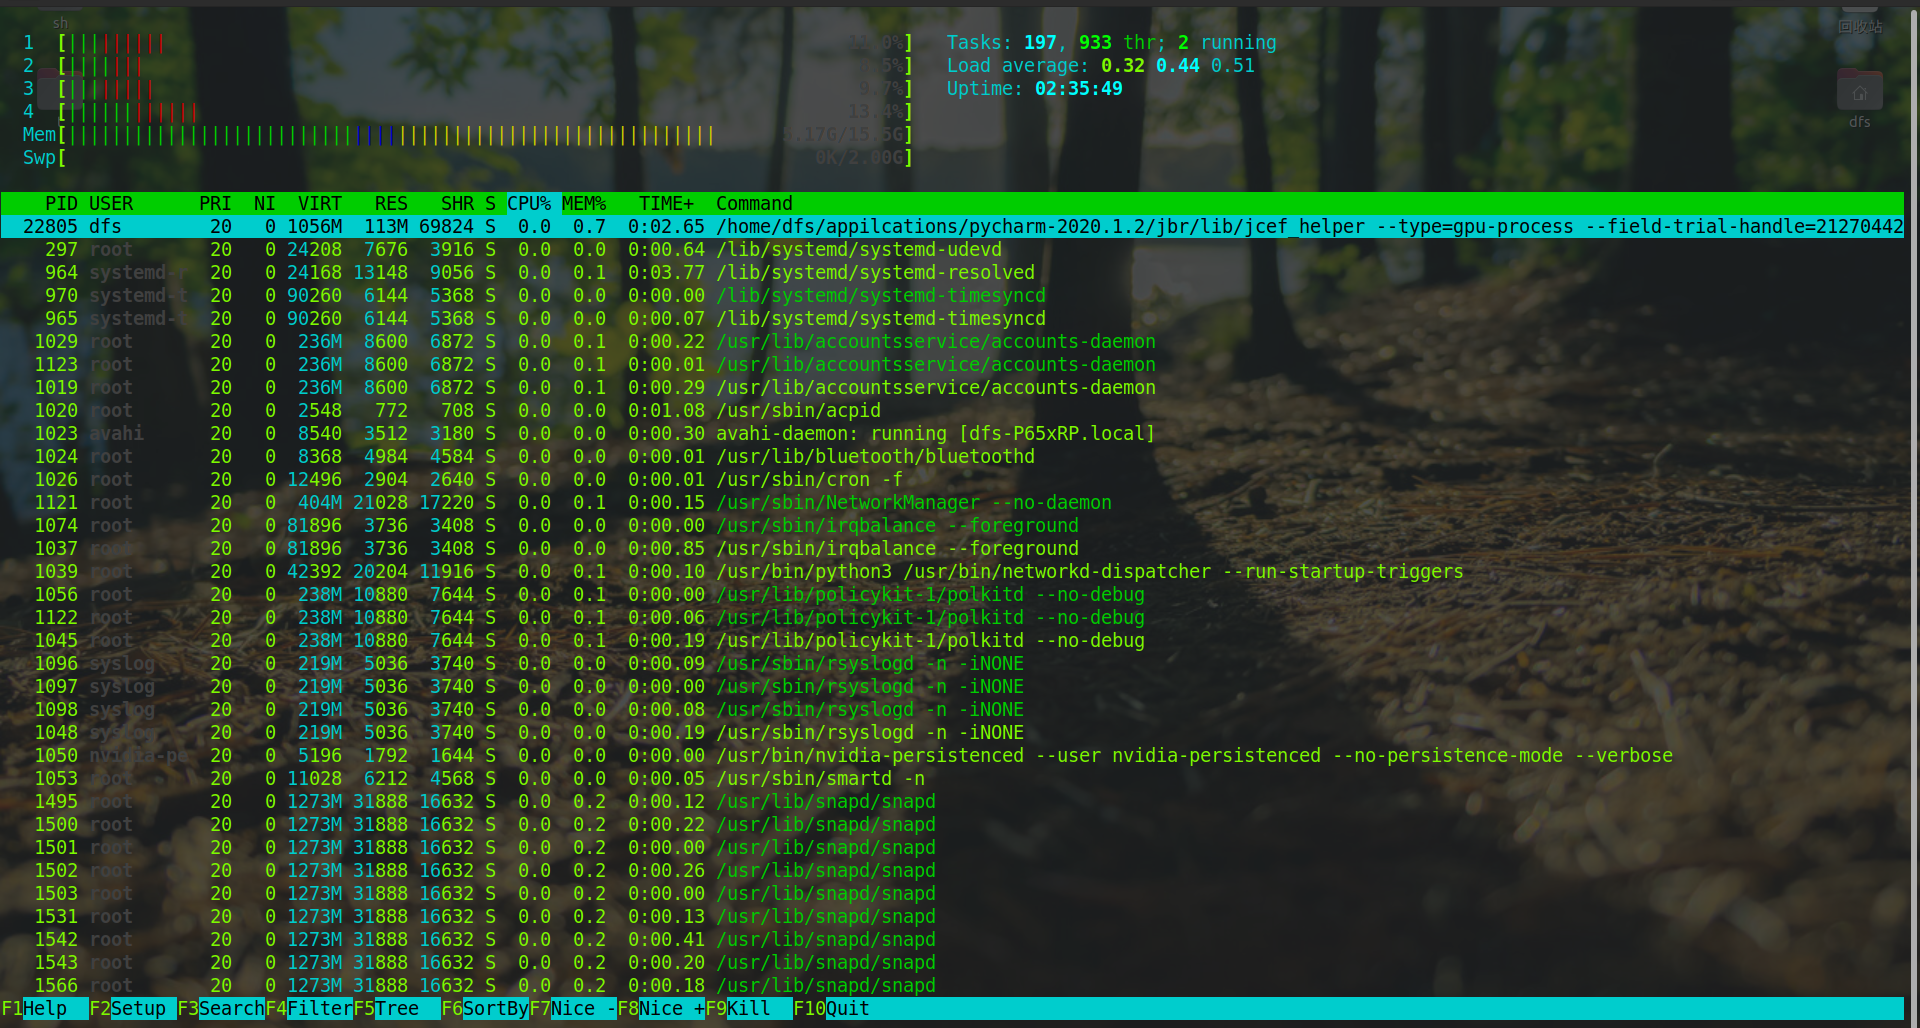 sh
回收站
dfs
1 [||||||||| 11.0%]
2 [||||||| .5%]
3 [|||||||| 9.7%]
4 [|||||||||||| 13.4%]
Mem[||||||||||||||||||||||||||||||||||||||||||||||||||||||||||| .17G/15.5G]
Swp[ 0K/2.00G]
Tasks: 197, 933 thr; 2 running
Load average: 0.32 0.44 0.51
Uptime: 02:35:49
PID USER PRI NI VIRT RES SHR S CPU% MEM% TIME+ Command
22805 dfs 20 0 1056M 113M 69824 S 0.0 0.7 0:02.65 /home/dfs/appilcations/pycharm-2020.1.2/jbr/lib/jcef_helper --type=gpu-process --field-trial-handle=21270442
297 root 20 0 24208 7676 3916 S 0.0 0.0 0:00.64 /lib/systemd/systemd-udevd
964 systemd-r 20 0 24168 13148 9056 S 0.0 0.1 0:03.77 /lib/systemd/systemd-resolved
970 systemd-t 20 0 90260 6144 5368 S 0.0 0.0 0:00.00 /lib/systemd/systemd-timesyncd
965 systemd-t 20 0 90260 6144 5368 S 0.0 0.0 0:00.07 /lib/systemd/systemd-timesyncd
1029 root 20 0 236M 8600 6872 S 0.0 0.1 0:00.22 /usr/lib/accountsservice/accounts-daemon
1123 root 20 0 236M 8600 6872 S 0.0 0.1 0:00.01 /usr/lib/accountsservice/accounts-daemon
1019 root 20 0 236M 8600 6872 S 0.0 0.1 0:00.29 /usr/lib/accountsservice/accounts-daemon
1020 root 20 0 2548 772 708 S 0.0 0.0 0:01.08 /usr/sbin/acpid
1023 avahi 20 0 8540 3512 3180 S 0.0 0.0 0:00.30 avahi-daemon: running [dfs-P65xRP.local]
1024 root 20 0 8368 4984 4584 S 0.0 0.0 0:00.01 /usr/lib/bluetooth/bluetoothd
1026 root 20 0 12496 2904 2640 S 0.0 0.0 0:00.01 /usr/sbin/cron -f
1121 root 20 0 404M 21028 17220 S 0.0 0.1 0:00.15 /usr/sbin/NetworkManager --no-daemon
1074 root 20 0 81896 3736 3408 S 0.0 0.0 0:00.00 /usr/sbin/irqbalance --foreground
1037 root 20 0 81896 3736 3408 S 0.0 0.0 0:00.85 /usr/sbin/irqbalance --foreground
1039 root 20 0 42392 20204 11916 S 0.0 0.1 0:00.10 /usr/bin/python3 /usr/bin/networkd-dispatcher --run-startup-triggers
1056 root 20 0 238M 10880 7644 S 0.0 0.1 0:00.00 /usr/lib/policykit-1/polkitd --no-debug
1122 root 20 0 238M 10880 7644 S 0.0 0.1 0:00.06 /usr/lib/policykit-1/polkitd --no-debug
1045 root 20 0 238M 10880 7644 S 0.0 0.1 0:00.19 /usr/lib/policykit-1/polkitd --no-debug
1096 syslog 20 0 219M 5036 3740 S 0.0 0.0 0:00.09 /usr/sbin/rsyslogd -n -iNONE
1097 syslog 20 0 219M 5036 3740 S 0.0 0.0 0:00.00 /usr/sbin/rsyslogd -n -iNONE
1098 syslog 20 0 219M 5036 3740 S 0.0 0.0 0:00.08 /usr/sbin/rsyslogd -n -iNONE
1048 syslog 20 0 219M 5036 3740 S 0.0 0.0 0:00.19 /usr/sbin/rsyslogd -n -iNONE
1050 nvidia-pe 20 0 5196 1792 1644 S 0.0 0.0 0:00.00 /usr/bin/nvidia-persistenced --user nvidia-persistenced --no-persistence-mode --verbose
1053 root 20 0 11028 6212 4568 S 0.0 0.0 0:00.05 /usr/sbin/smartd -n
1495 root 20 0 1273M 31888 16632 S 0.0 0.2 0:00.12 /usr/lib/snapd/snapd
1500 root 20 0 1273M 31888 16632 S 0.0 0.2 0:00.22 /usr/lib/snapd/snapd
1501 root 20 0 1273M 31888 16632 S 0.0 0.2 0:00.00 /usr/lib/snapd/snapd
1502 root 20 0 1273M 31888 16632 S 0.0 0.2 0:00.26 /usr/lib/snapd/snapd
1503 root 20 0 1273M 31888 16632 S 0.0 0.2 0:00.00 /usr/lib/snapd/snapd
1531 root 20 0 1273M 31888 16632 S 0.0 0.2 0:00.13 /usr/lib/snapd/snapd
1542 root 20 0 1273M 31888 16632 S 0.0 0.2 0:00.41 /usr/lib/snapd/snapd
1543 root 20 0 1273M 31888 16632 S 0.0 0.2 0:00.20 /usr/lib/snapd/snapd
1566 root 20 0 1273M 31888 16632 S 0.0 0.2 0:00.18 /usr/lib/snapd/snapd
F1Help F2Setup F3SearchF4FilterF5Tree F6SortByF7Nice -F8Nice +F9Kill F10Quit